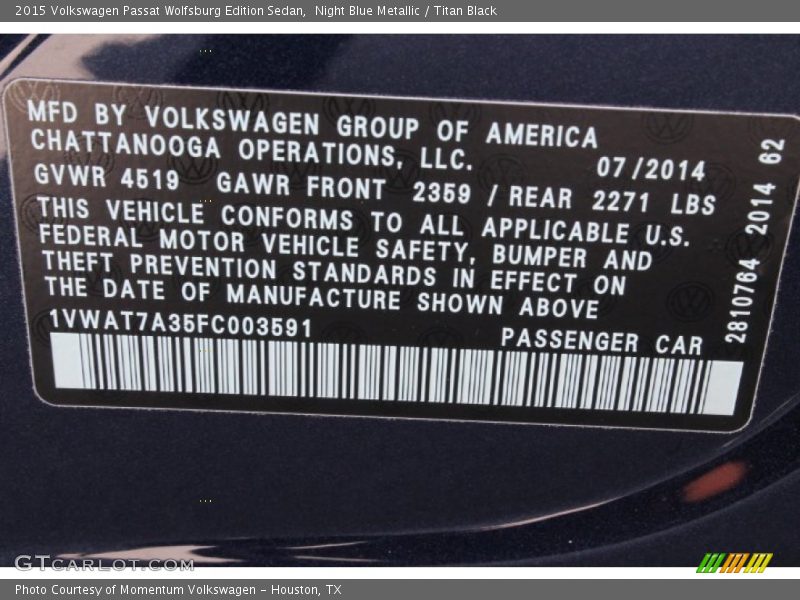 2015 Volkswagen Passat Wolfsburg Edition Sedan,  Night Blue Metallic / Titan Black
MFD BY VOLKSWAGEN GROUP OF AMERICA
CHATTANOOGA OPERATIONS, LLC.
07/2014
GVWR 4519 GAWR FRONT 2359 / REAR 2271 LBS
THIS VEHICLE CONFORMS TO ALL APPLICABLE U.S.
FEDERAL MOTOR VEHICLE SAFETY, BUMPER AND
THEFT PREVENTION STANDARDS IN EFFECT ON
THE DATE OF MANUFACTURE SHOWN ABOVE
1VWAT7A35FC003591
PASSENGER CAR
2810764 2014 62
GTCARLOT.COM
Photo Courtesy of Momentum Volkswagen - Houston, TX